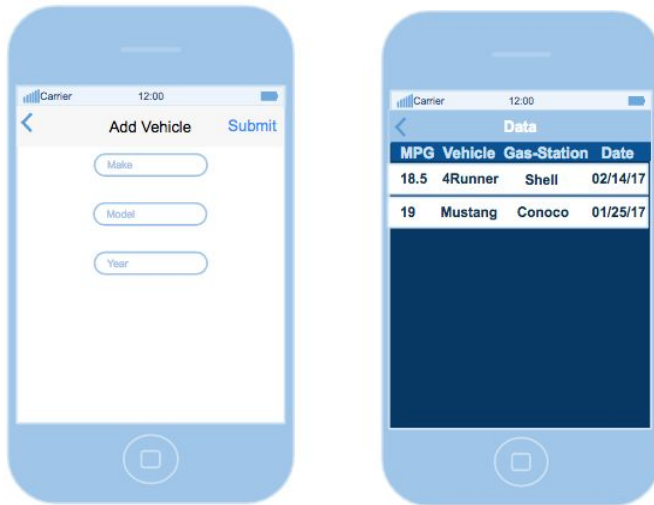 Carrier 12:00
Add Vehicle Submit
Make
Model
Year
Carrier 12:00
Data
MPG Vehicle Gas-Station Date
18.5 4Runner Shell 02/14/17
19 Mustang Conoco 01/25/17